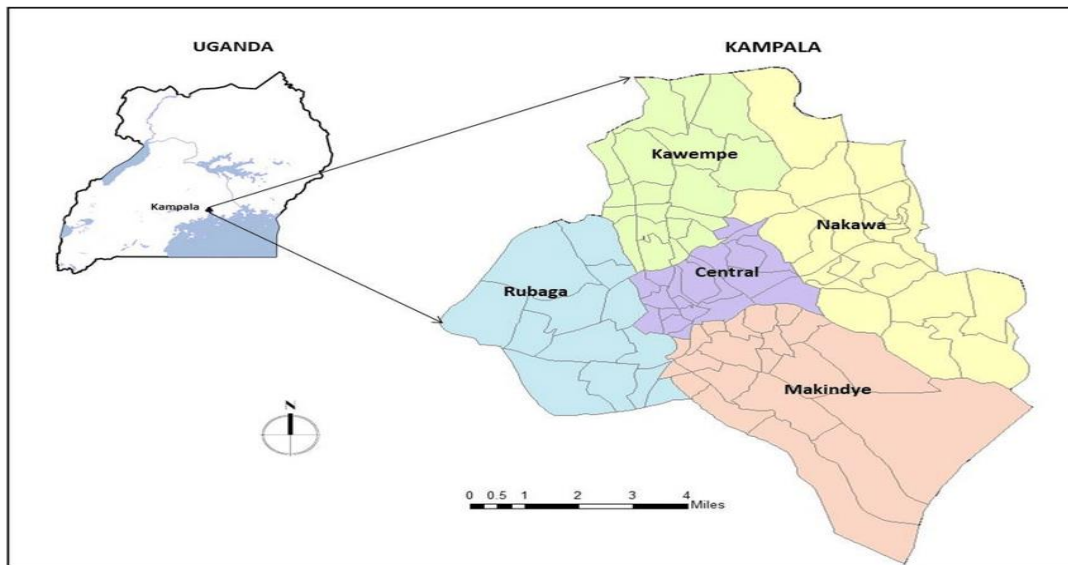 UGANDA
KAMPALA
Kawempe
Kampala
Nakawa
Central
Rubaga
Makindye
N
0 0.5 1 2 3 4
Miles